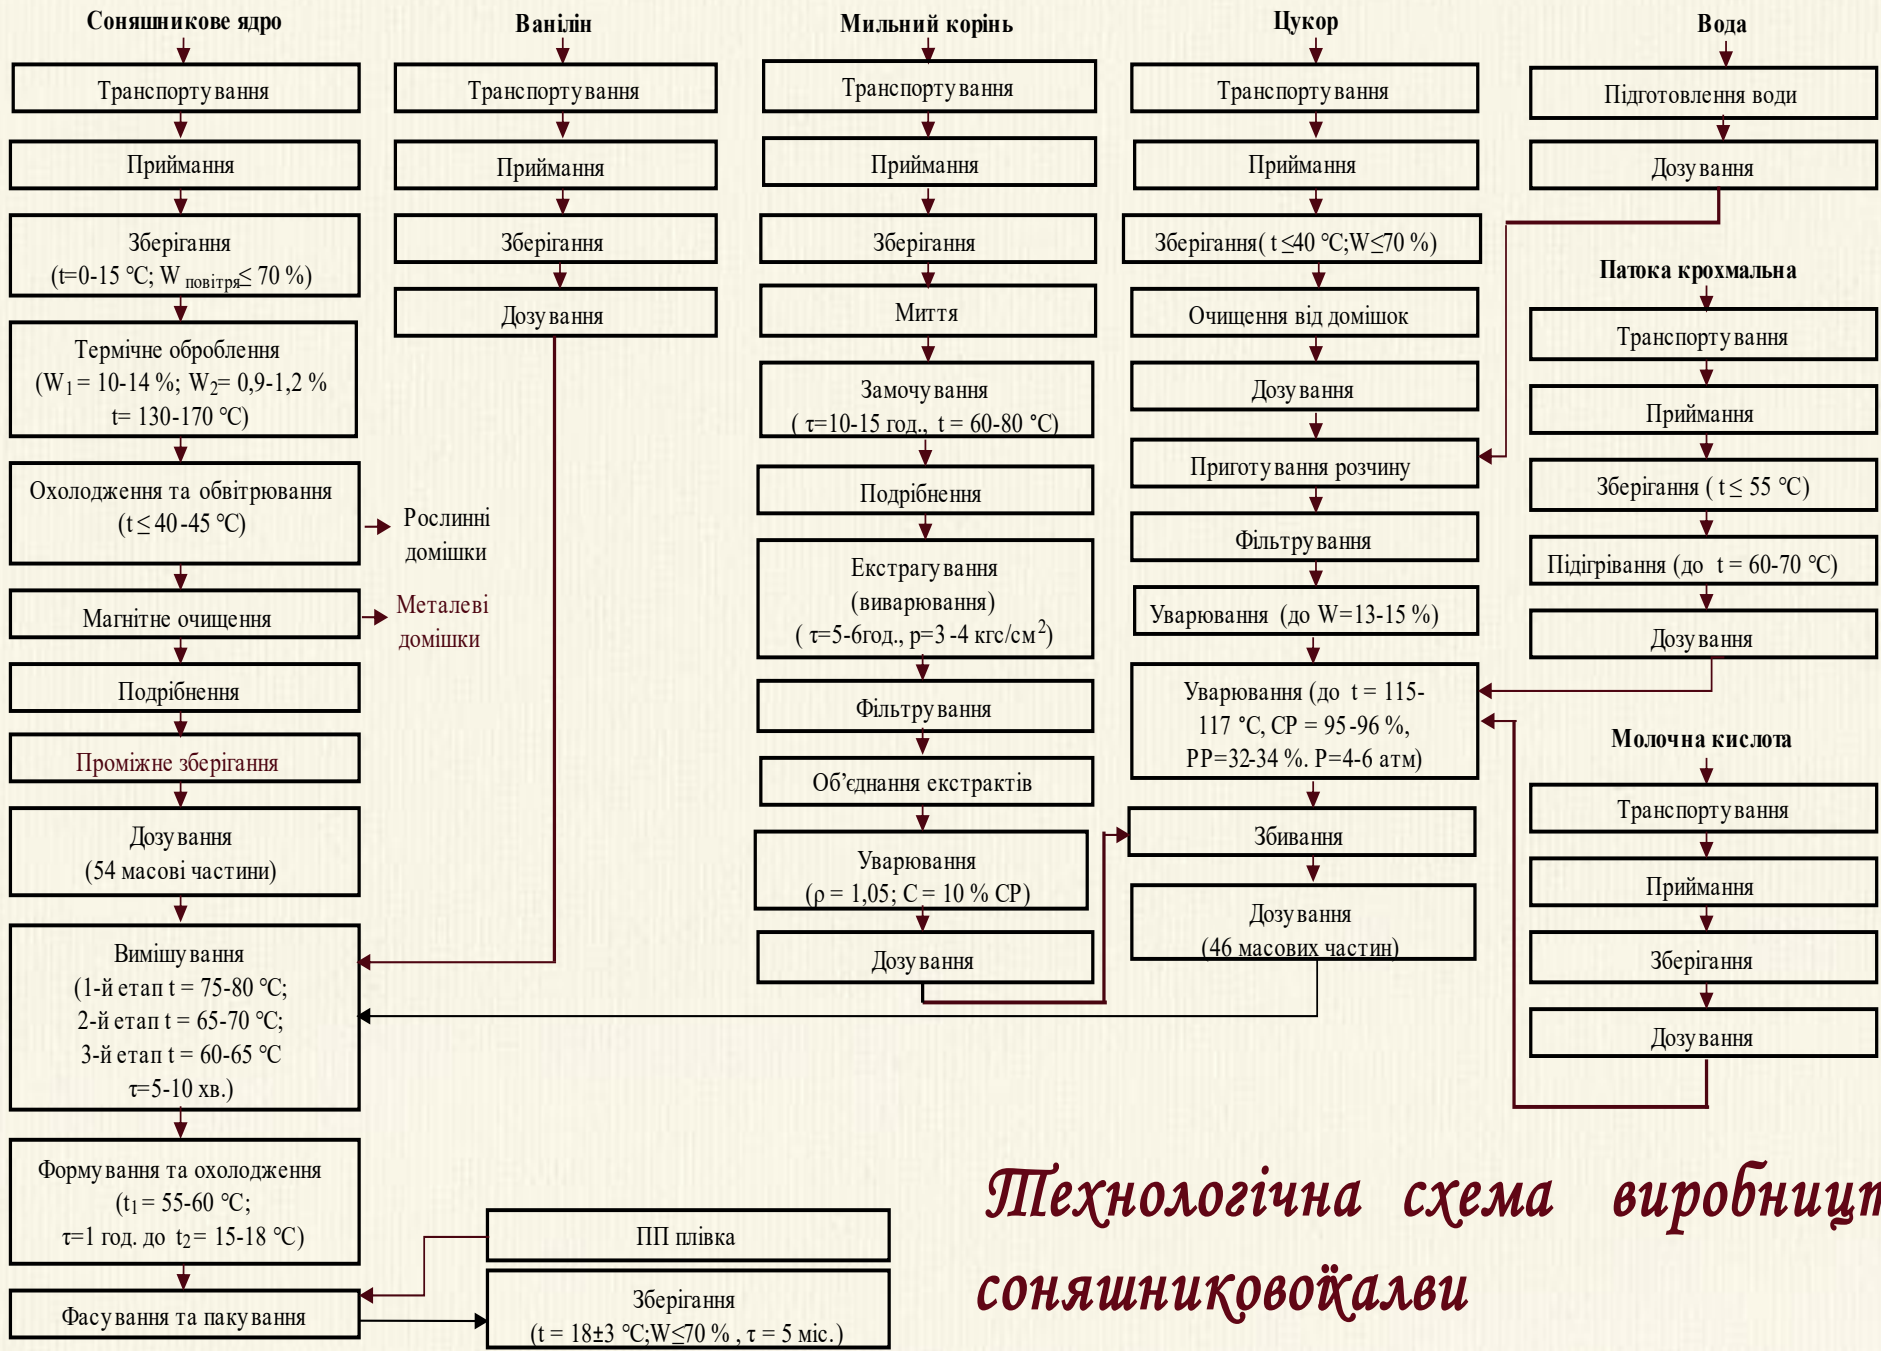 Соняшникове ядро
Транспортування
Приймання
Зберігання
(t=0-15 °С; W повітря≤ 70 %)
Термічне оброблення
(W1 = 10-14 %; W2= 0,9-1,2 %
t= 130-170 °С)
Охолодження та обвітрювання
(t ≤ 40-45 °С)
Рослинні
домішки
Магнітне очищення
Металеві
домішки
Подрібнення
Проміжне зберігання
Дозування
(54 масові частини)
Вимішування
(1-й етап t = 75-80 °С;
2-й етап t = 65-70 °С;
3-й етап t = 60-65 °С
τ=5-10 хв.)
Формування та охолодження
(t1 = 55-60 °С;
τ=1 год. до t2 = 15-18 °С)
Фасування та пакування
ПП плівка
Зберігання
(t = 18±3 °С;W≤70 % , τ = 5 міс.)
Ванілін
Транспортування
Приймання
Зберігання
Дозування
Мильний корінь
Транспортування
Приймання
Зберігання
Миття
Замочування
( τ=10-15 год., t = 60-80 °С)
Подрібнення
Екстрагування
(виварювання)
( τ=5-6год., р=3-4 кгс/см2)
Фільтрування
Об’єднання екстрактів
Уварювання
(ρ = 1,05; С = 10 % СР)
Дозування
Цукор
Транспортування
Приймання
Зберігання( t ≤40 °С;W≤70 %)
Очищення від домішок
Дозування
Приготування розчину
Фільтрування
Уварювання (до W=13-15 %)
Уварювання (до t = 115-
117 °С, СР = 95-96 %,
РР=32-34 %. Р=4-6 атм)
Збивання
Дозування
(46 масових частин)
Вода
Підготовлення води
Дозування
Патока крохмальна
Транспортування
Приймання
Зберігання ( t ≤ 55 °С)
Підігрівання (до t = 60-70 °С)
Дозування
Молочна кислота
Транспортування
Приймання
Зберігання
Дозування
Технологічна схема виробницт
соняшниковоїхалви